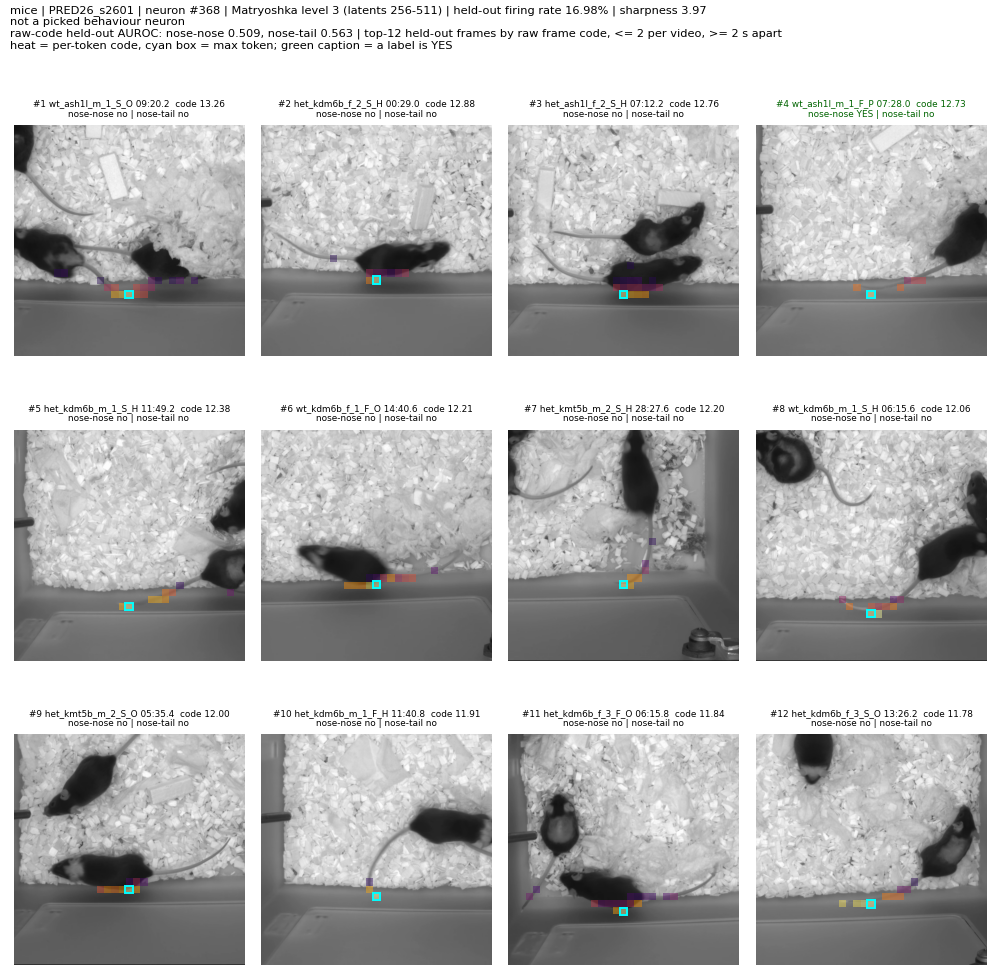 mice | PRED26_s2601 | neuron #368 | Matryoshka level 3 (latents 256-511) | held-out firing rate 16.98% | sharpness 3.97
not a picked behaviour neuron
raw-code held-out AUROC: nose-nose 0.509, nose-tail 0.563 | top-12 held-out frames by raw frame code, <= 2 per video, >= 2 s apart
heat = per-token code, cyan box = max token; green caption = a label is YES
#1 wt_ash1l_m_1_S_O 09:20.2 code 13.26
nose-nose no | nose-tail no
#2 het_kdm6b_f_2_S_H 00:29.0 code 12.88
nose-nose no | nose-tail no
#3 het_ash1l_f_2_S_H 07:12.2 code 12.76
nose-nose no | nose-tail no
#4 wt_ash1l_m_1_F_P 07:28.0 code 12.73
nose-nose YES | nose-tail no
#5 het_kdm6b_m_1_S_H 11:49.2 code 12.38
nose-nose no | nose-tail no
#6 wt_kdm6b_f_1_F_O 14:40.6 code 12.21
nose-nose no | nose-tail no
#7 het_kmt5b_m_2_S_H 28:27.6 code 12.20
nose-nose no | nose-tail no
#8 wt_kdm6b_m_1_S_H 06:15.6 code 12.06
nose-nose no | nose-tail no
#9 het_kmt5b_m_2_S_O 05:35.4 code 12.00
nose-nose no | nose-tail no
#10 het_kdm6b_m_1_F_H 11:40.8 code 11.91
nose-nose no | nose-tail no
#11 het_kdm6b_f_3_F_O 06:15.8 code 11.84
nose-nose no | nose-tail no
#12 het_kdm6b_f_3_S_O 13:26.2 code 11.78
nose-nose no | nose-tail no